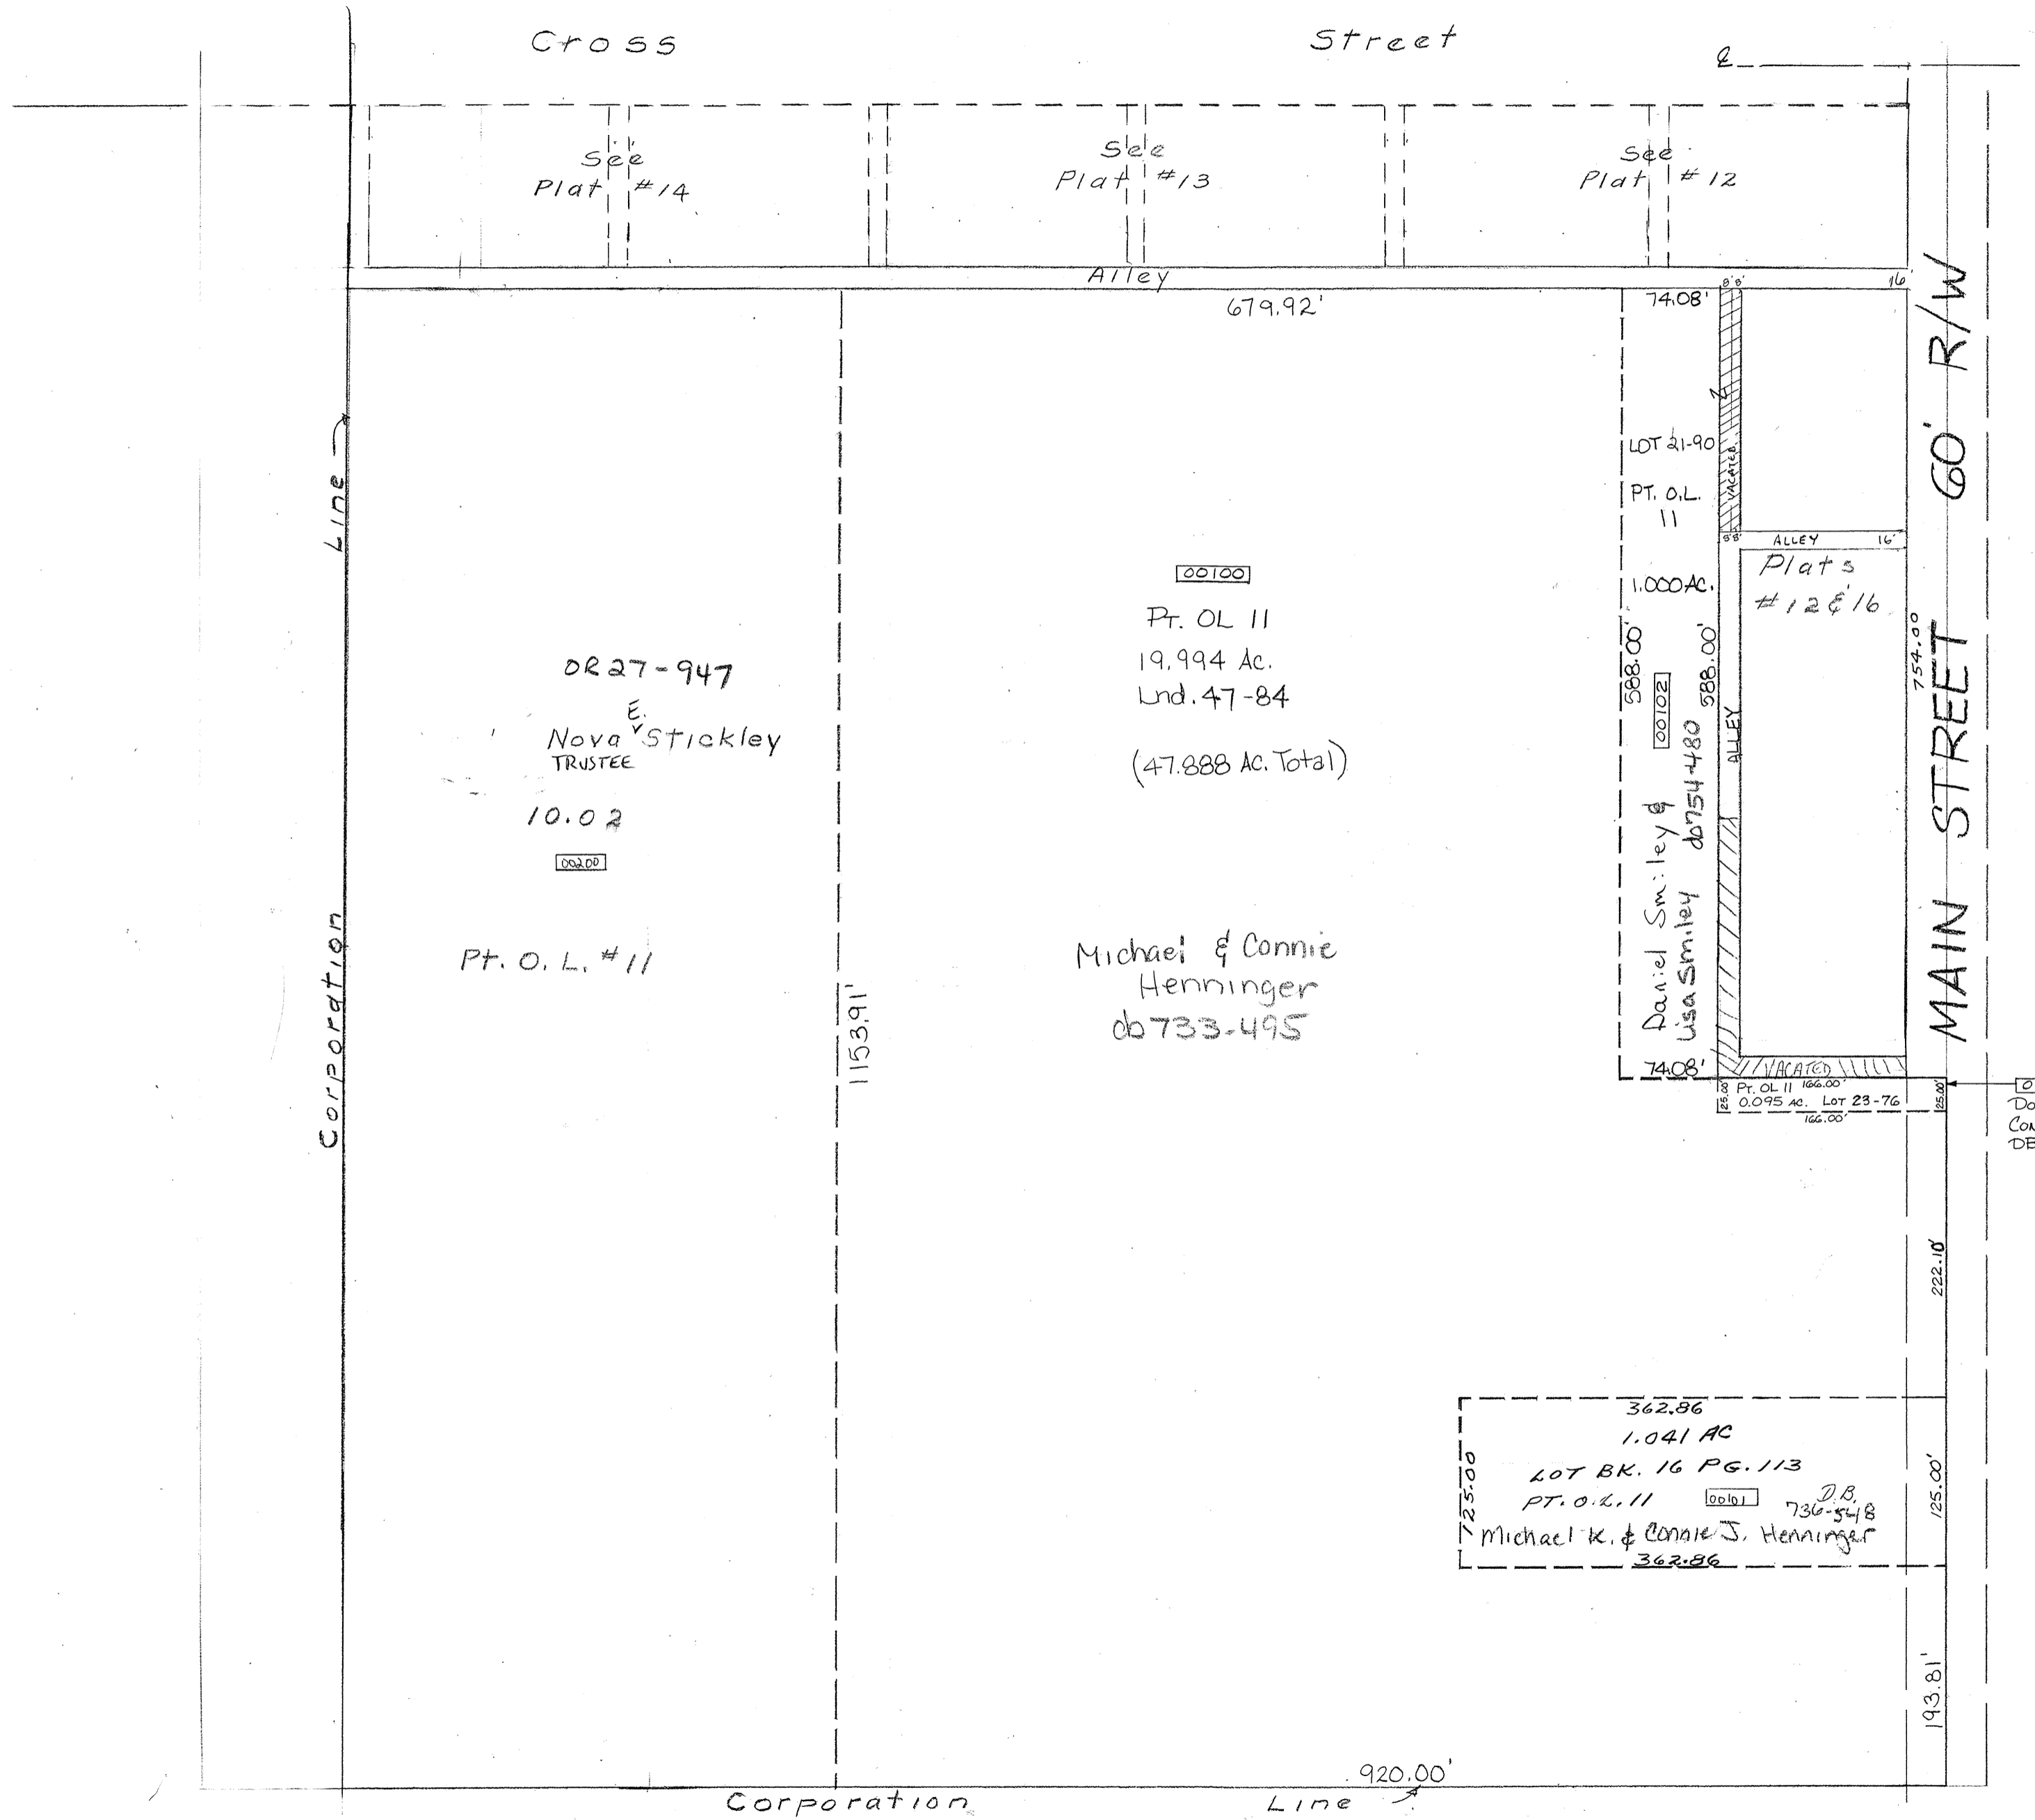 Cross Street
℄
See
Plat #14
See
Plat #13
See
Plat #12
Alley
16'
679.92'
74.08'
8' 8'
Line
Corporation
OR 27-947
E.
Nova Stickley
TRUSTEE
10.02
00200
Pt. O. L. #11
1153.91'
00100
PT. OL 11
19.994 Ac.
Lnd. 47-84
(47.888 Ac. Total)
Michael & Connie
Henninger
db 733-495
LOT 21-90
PT. O.L.
11
1.000 AC.
588.00'
00102
588.00'
Daniel Smiley &
Lisa Smiley db754-480
74.08'
VACATED
8' 8'
ALLEY 16'
Plats
#12 & 16
ALLEY
754.00
MAIN STREET 60' R/W
VACATED
25.00'
PT. OL 11 166.00'
0.095 AC. LOT 23-76
166.00'
25.00'
0
Do
Con
DE
222.10'
362.86
1.041 AC
LOT BK. 16 PG. 113
PT. O.L. 11 00101 D.B.
736-548
Michael K. & Connie J. Henninger
362.86
125.00
125.00'
193.81'
920.00'
Corporation Line